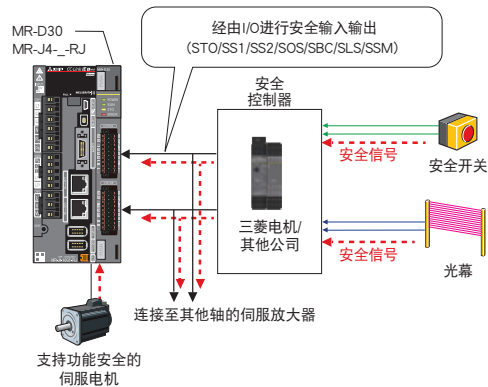 MR-D30
MR-J4-_-RJ
经由I/O进行安全输入输出
（STO/SS1/SS2/SOS/SBC/SLS/SSM）
安全
控制器
三菱电机/
其他公司
安全信号
安全开关
安全信号
光幕
连接至其他轴的伺服放大器
支持功能安全的
伺服电机